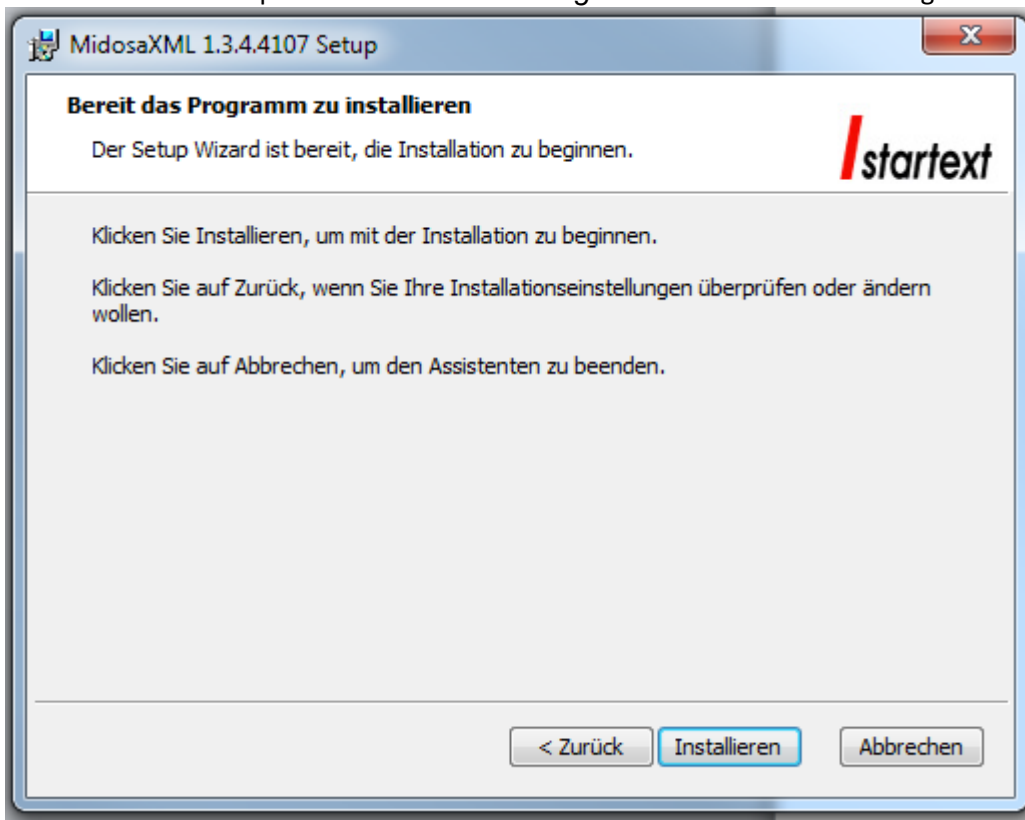 MidosaXML 1.3.4.4107 Setup
Bereit das Programm zu installieren
Der Setup Wizard ist bereit, die Installation zu beginnen.
startext
Klicken Sie Installieren, um mit der Installation zu beginnen.
Klicken Sie auf Zurück, wenn Sie Ihre Installationseinstellungen überprüfen oder ändern
wollen.
Klicken Sie auf Abbrechen, um den Assistenten zu beenden.
< Zurück Installieren Abbrechen